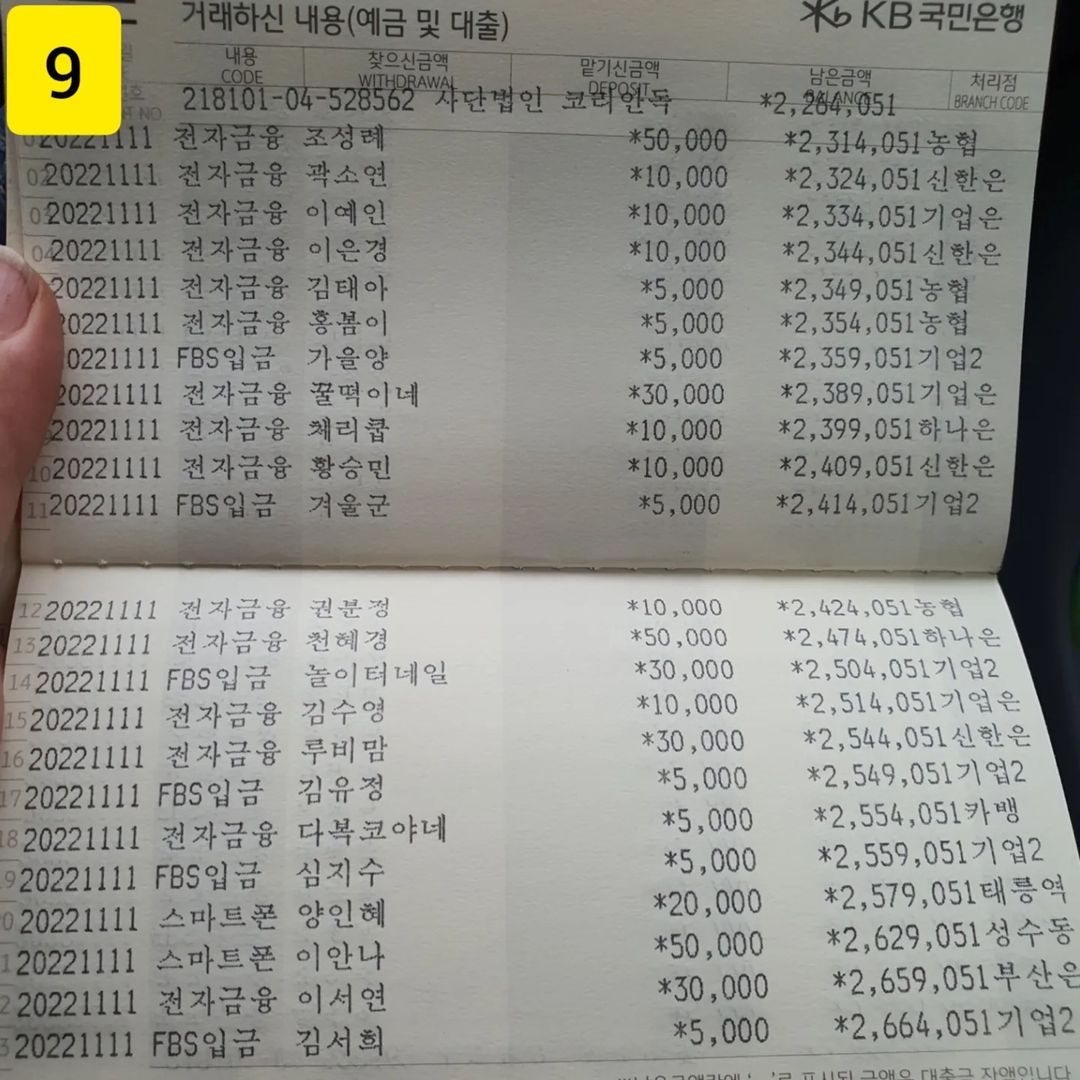 9
거래하신 내용(예금 및 대출) KB국민은행
내용 찾으신금액 맡기신금액 남은금액 처리점
CODE WITHDRAWAL DEPOSIT BALANCE BRANCH CODE
218101-04-528562 사단법인 코리안독 *2,264,051
20221111 전자금융 조성례 *50,000 *2,314,051농협
02 20221111 전자금융 곽소연 *10,000 *2,324,051신한은
03 20221111 전자금융 이예인 *10,000 *2,334,051기업은
04 20221111 전자금융 이은경 *10,000 *2,344,051신한은
20221111 전자금융 김태아 *5,000 *2,349,051농협
20221111 전자금융 홍봄이 *5,000 *2,354,051농협
20221111 FBS입금 가을양 *5,000 *2,359,051기업2
20221111 전자금융 꿀떡이네 *30,000 *2,389,051기업은
20221111 전자금융 체리쿱 *10,000 *2,399,051하나은
10 20221111 전자금융 황승민 *10,000 *2,409,051신한은
11 20221111 FBS입금 겨울군 *5,000 *2,414,051기업2
12 20221111 전자금융 권분정 *10,000 *2,424,051농협
13 20221111 전자금융 천혜경 *50,000 *2,474,051하나은
14 20221111 FBS입금 놀이터네일 *30,000 *2,504,051기업2
15 20221111 전자금융 김수영 *10,000 *2,514,051기업은
16 20221111 전자금융 루비맘 *30,000 *2,544,051신한은
17 20221111 FBS입금 김유정 *5,000 *2,549,051기업2
18 20221111 전자금융 다복코야네 *5,000 *2,554,051카뱅
19 20221111 FBS입금 심지수 *5,000 *2,559,051기업2
20 20221111 스마트폰 양인혜 *20,000 *2,579,051태릉역
20221111 스마트폰 이안나 *50,000 *2,629,051성수동
20221111 전자금융 이서연 *30,000 *2,659,051부산은
20221111 FBS입금 김서희 *5,000 *2,664,051기업2